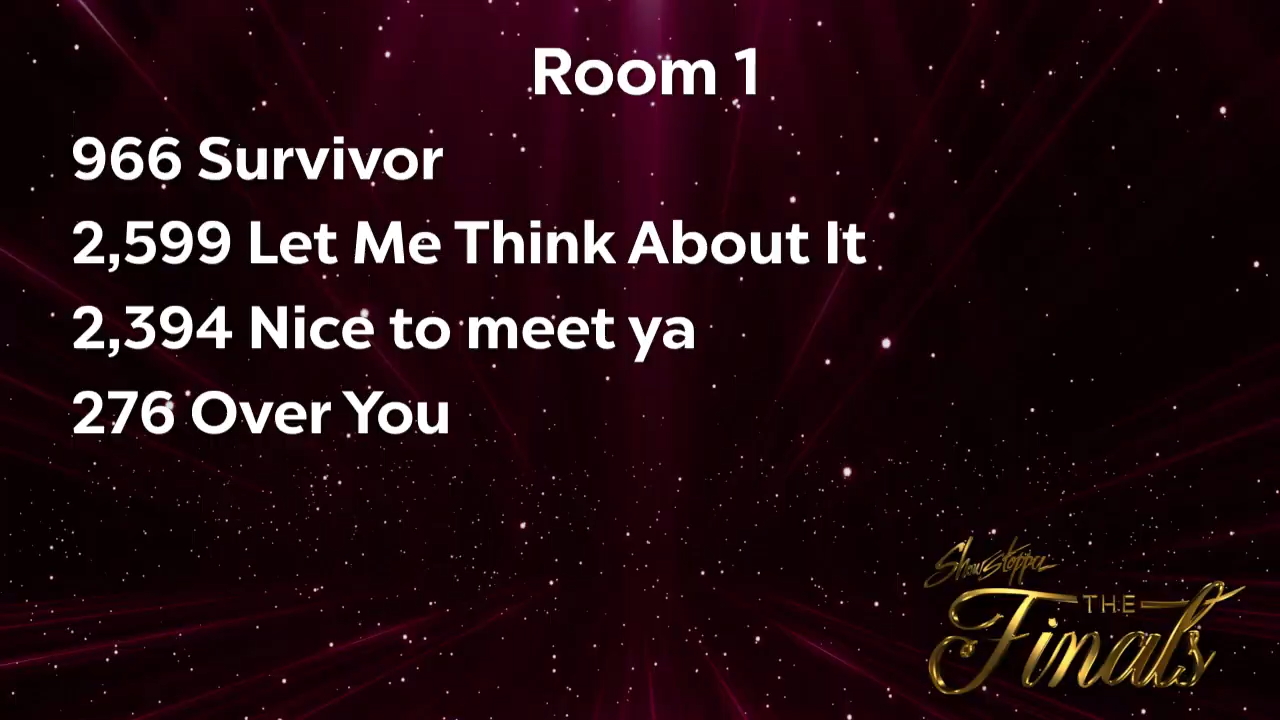 Room 1
966 Survivor
2,599 Let Me Think About It
2,394 Nice to meet ya
276 Over You
Showstopper
THE
Finals